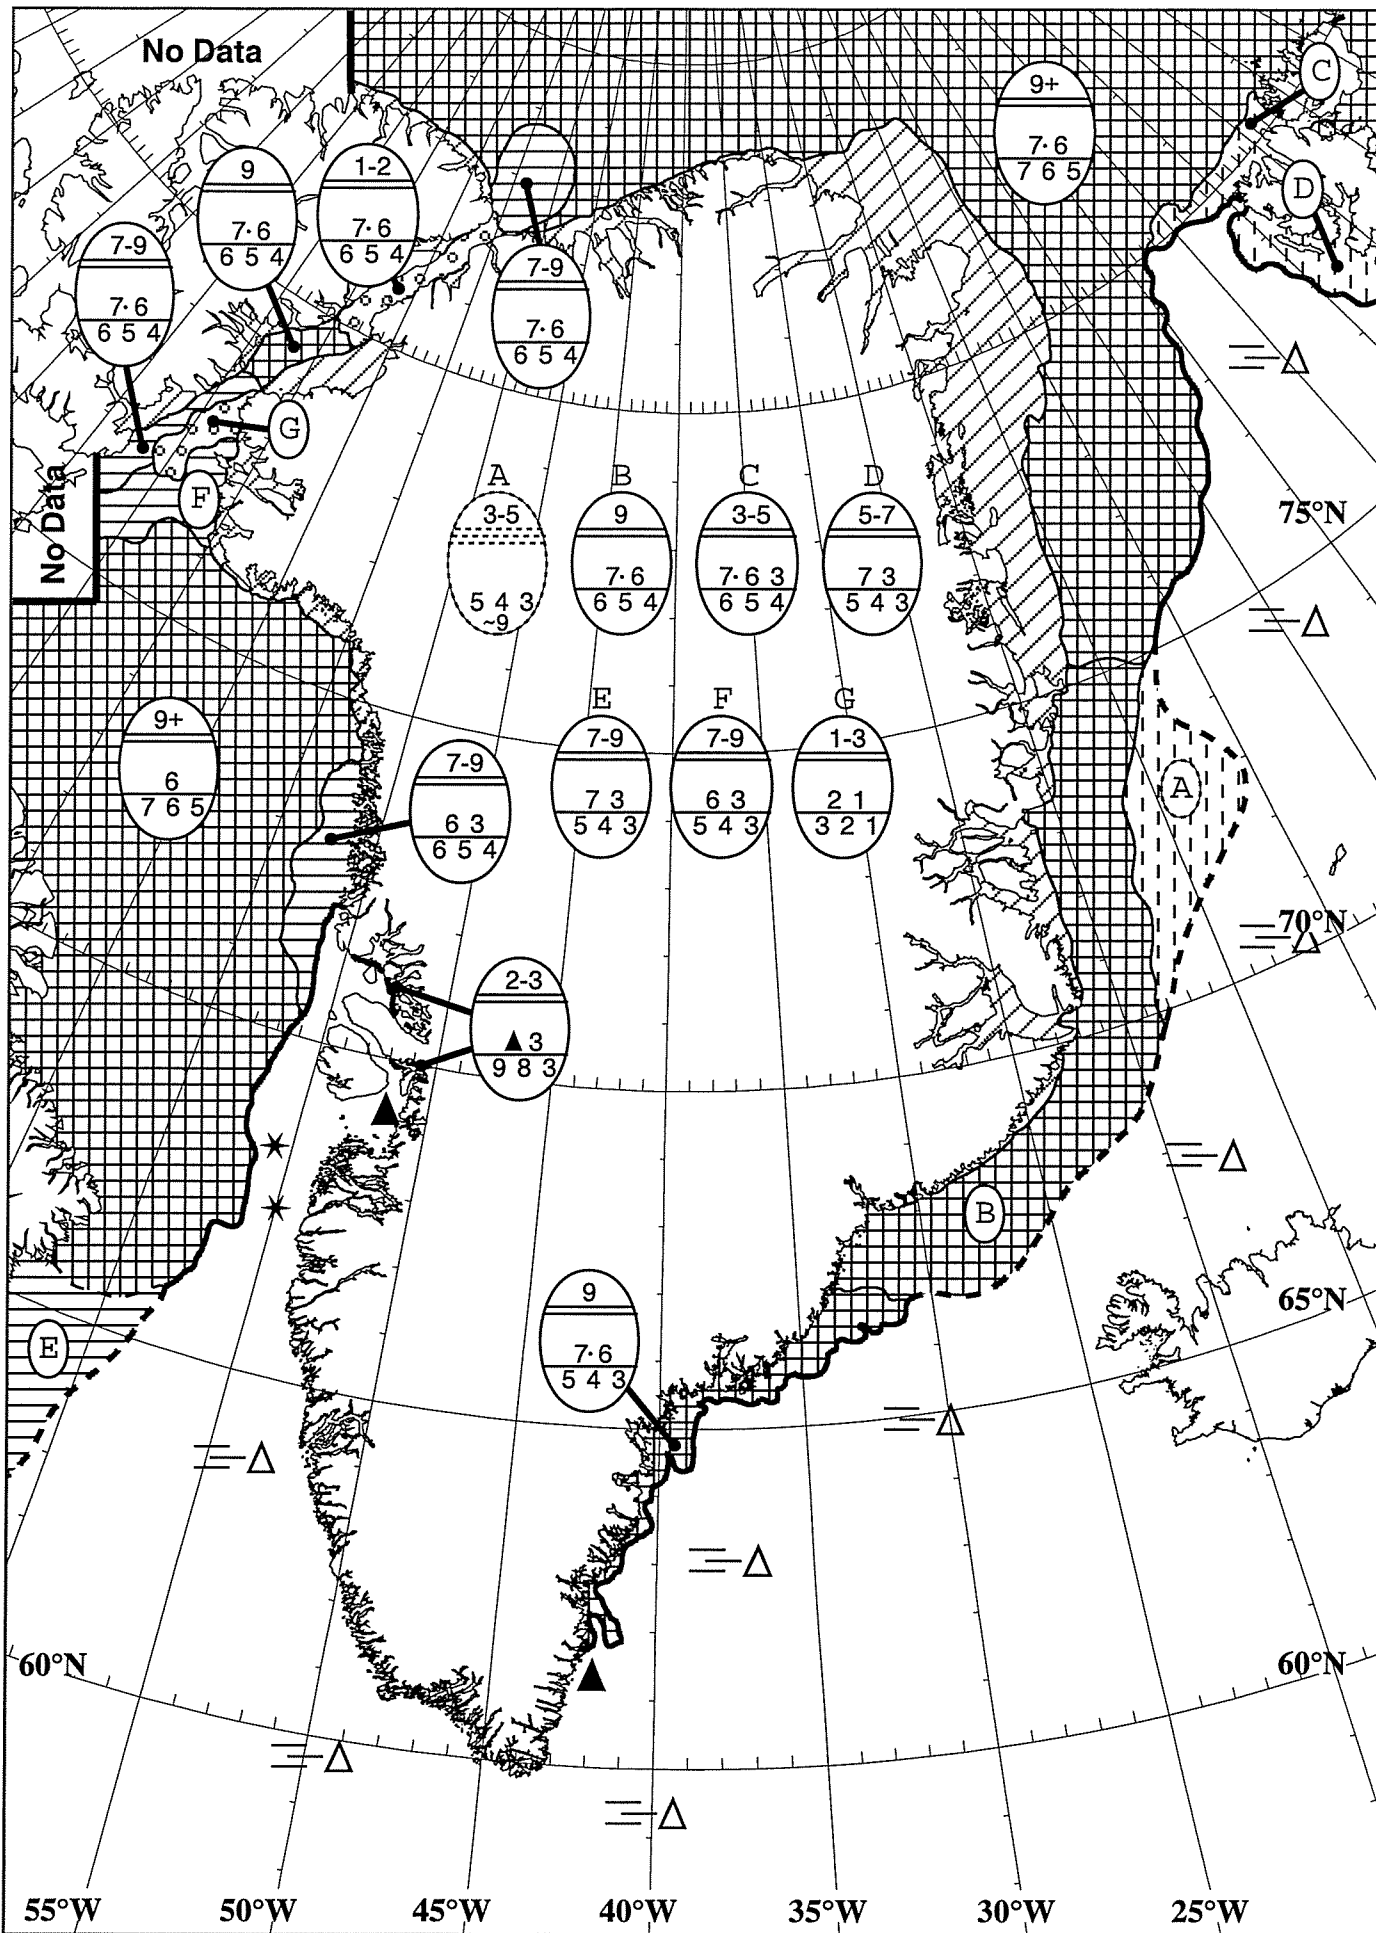 No Data
C
9+
7· 6
7 6 5
9
7· 6
6 5 4
1-2
7· 6
6 5 4
D
7-9
7· 6
6 5 4
7-9
7· 6
6 5 4
G
F
No Data
75°N
A
3-5
5 4 3
~9
B
9
7· 6
6 5 4
C
3-5
7· 6 3
6 5 4
D
5-7
7 3
5 4 3
E
7-9
7 3
5 4 3
F
7-9
6 3
5 4 3
G
1-3
2 1
3 2 1
9+
6
7 6 5
7-9
6 3
6 5 4
A
70°N
2-3
▲ 3
9 8 3
B
65°N
E
9
7· 6
5 4 3
60°N
60°N
55°W 50°W 45°W 40°W 35°W 30°W 25°W